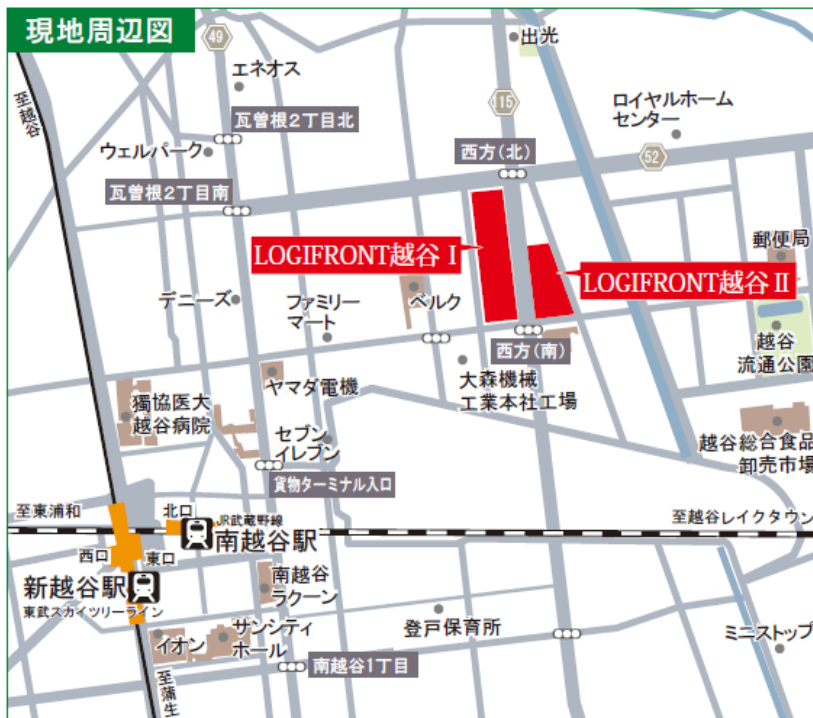 現地周辺図
49
出光
至越谷
エネオス
115
ロイヤルホーム
センター
瓦曽根2丁目北
ウェルパーク
西方(北)
52
瓦曽根2丁目南
郵便局
LOGIFRONT越谷Ⅰ
LOGIFRONT越谷Ⅱ
デニーズ
ファミリー
マート
ベルク
越谷
流通公園
西方(南)
大森機械
工業本社工場
ヤマダ電機
獨協医大
越谷病院
セブン
イレブン
越谷総合食品
卸売市場
貨物ターミナル入口
至東浦和
北口
JR武蔵野線
南越谷駅
至越谷レイクタウン
西口
東口
新越谷駅
東武スカイツリーライン
南越谷
ラクーン
イオン
サンシティ
ホール
登戸保育所
ミニストップ
南越谷1丁目
至蒲生